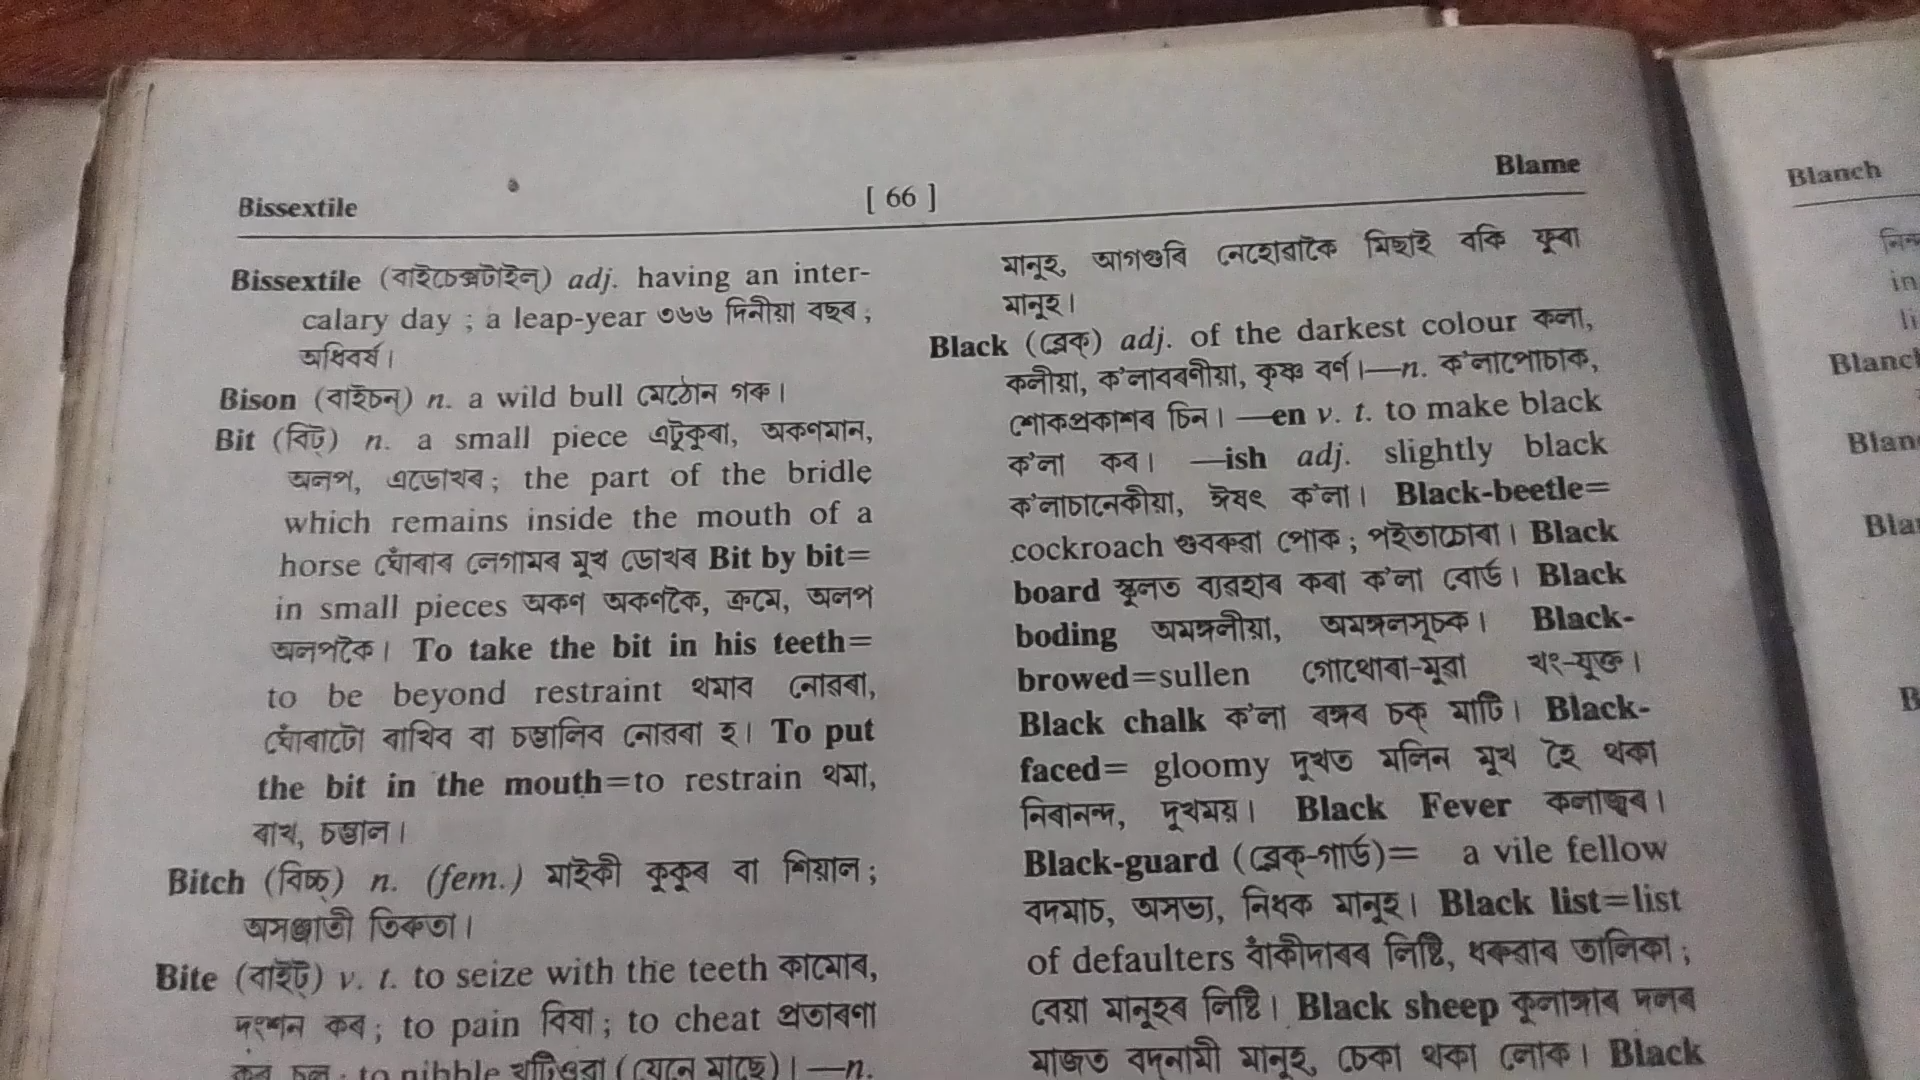 Bissextile
[ 66 ]
Blame
Bissextile (বাইচেক্সটাইল্) adj. having an inter-
calary day ; a leap-year ৩৬৬ দিনীয়া বছৰ ;
অধিবৰ্ষ।
Bison (বাইচন্) n. a wild bull মেঠোন গৰু।
Bit (বিট্) n. a small piece এটুকুৰা, অকণমান,
অলপ, এডোখৰ; the part of the bridle
which remains inside the mouth of a
horse ঘোঁৰাৰ লেগামৰ মুখ ডোখৰ Bit by bit=
in small pieces অকণ অকণকৈ, ক্ৰমে, অলপ
অলপকৈ। To take the bit in his teeth=
to be beyond restraint থমাব নোৱৰা,
ঘোঁৰাটো ৰাখিব বা চম্ভালিব নোৱৰা হ। To put
the bit in the mouth=to restrain থমা,
ৰাখ, চম্ভাল।
Bitch (বিচ্চ্) n. (fem.) মাইকী কুকুৰ বা শিয়াল ;
অসজাতী তিৰুতা।
Bite (বাইট্) v. t. to seize with the teeth কামোৰ,
দংশন কৰ; to pain বিষা; to cheat প্ৰতাৰণা
to nibble (যেনে মাছে)।—n.
মানুহ, আগগুৰি নেহোৱাকৈ মিছাই বকি ফুৰা
মানুহ।
Black (ব্লেক্) adj. of the darkest colour কলা,
কলীয়া, ক'লাবৰণীয়া, কৃষ্ণ বৰ্ণ।—n. ক'লাপোচাক,
শোকপ্ৰকাশৰ চিন। —en v. t. to make black
ক'লা কৰ। —ish adj. slightly black
ক'লাচানেকীয়া, ঈষৎ ক'লা। Black-beetle=
cockroach গুবৰুৱা পোক; পইতাচোৰা। Black
board স্কুলত ব্যৱহাৰ কৰা ক'লা বোৰ্ড। Black
boding অমঙ্গলীয়া, অমঙ্গলসূচক। Black-
browed=sullen গোখোৰা-মুৱা খং-যুক্ত।
Black chalk ক'লা ৰঙ্গৰ চক্ মাটি। Black-
faced= gloomy দুখত মলিন মুখ হৈ থকা
নিৰানন্দ, দুখময়। Black Fever কলাজ্বৰ।
Black-guard (ব্লেক্-গাৰ্ড)= a vile fellow
বদমাচ, অসভ্য, নিধক মানুহ। Black list=list
of defaulters বাঁকীদাৰৰ লিষ্টি, ধৰুৱাৰ তালিকা;
বেয়া মানুহৰ লিষ্টি। Black sheep কুলাঙ্গাৰ দলৰ
মাজত বদ্‌নামী মানুহ, চেকা থকা লোক। Black
Blanch
in